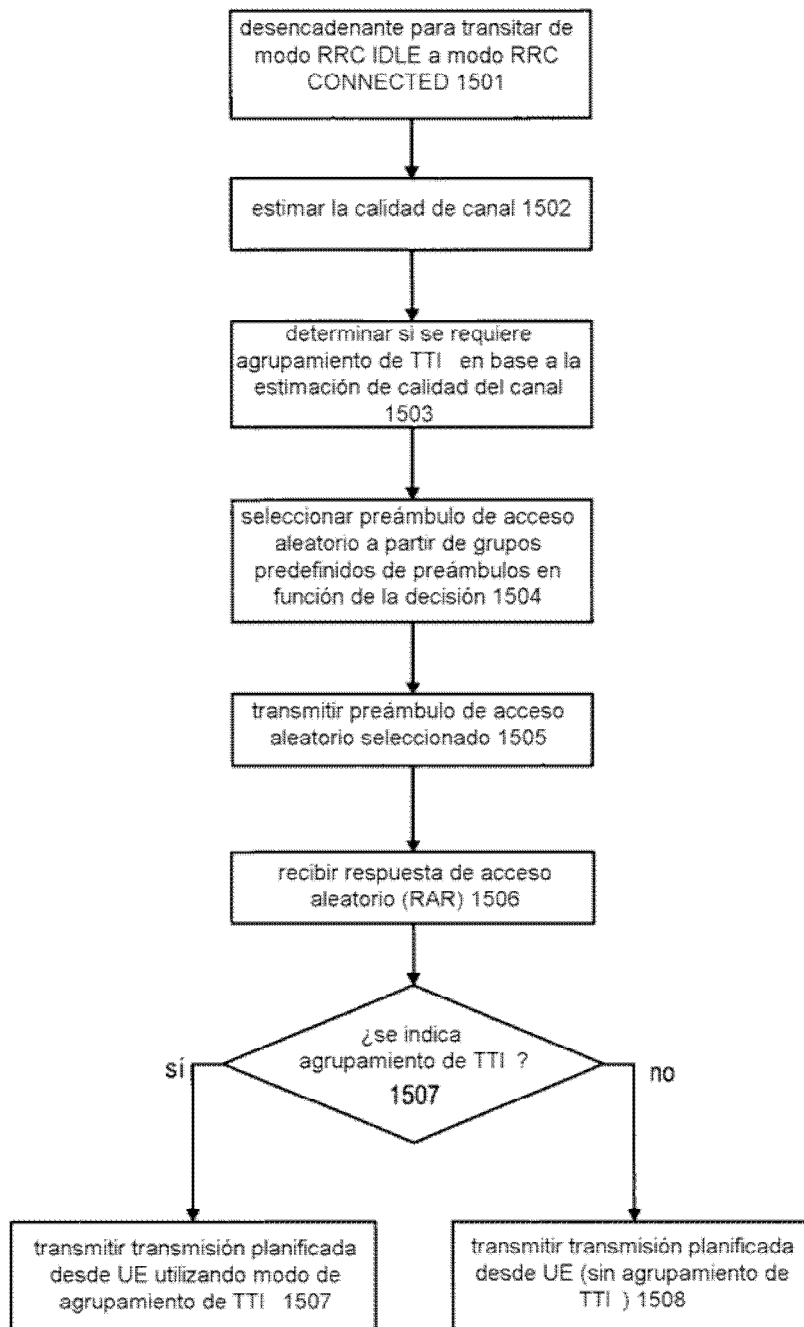 desencadenante para transitar de
modo RRC IDLE a modo RRC
CONNECTED 1501
estimar la calidad de canal 1502
determinar si se requiere
agrupamiento de TTI en base a la
estimación de calidad del canal
1503
seleccionar preámbulo de acceso
aleatorio a partir de grupos
predefinidos de preámbulos en
función de la decisión 1504
transmitir preámbulo de acceso
aleatorio seleccionado 1505
recibir respuesta de acceso
aleatorio (RAR) 1506
¿se indica
agrupamiento de TTI ?
1507
sí
no
transmitir transmisión planificada
desde UE utilizando modo de
agrupamiento de TTI 1507
transmitir transmisión planificada
desde UE (sin agrupamiento de
TTI ) 1508